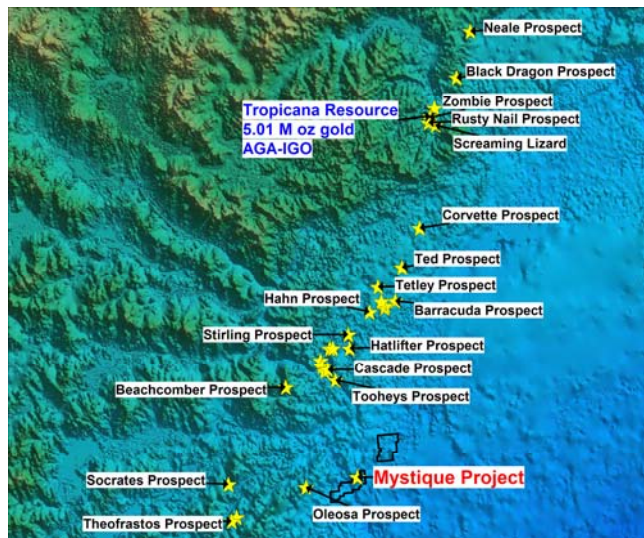 Neale Prospect
Black Dragon Prospect
Zombie Prospect
Tropicana Resource
5.01 M oz gold
AGA-IGO
Rusty Nail Prospect
Screaming Lizard
Corvette Prospect
Ted Prospect
Tetley Prospect
Hahn Prospect
Barracuda Prospect
Stirling Prospect
Hatlifter Prospect
Cascade Prospect
Beachcomber Prospect
Tooheys Prospect
Mystique Project
Socrates Prospect
Oleosa Prospect
Theofrastos Prospect